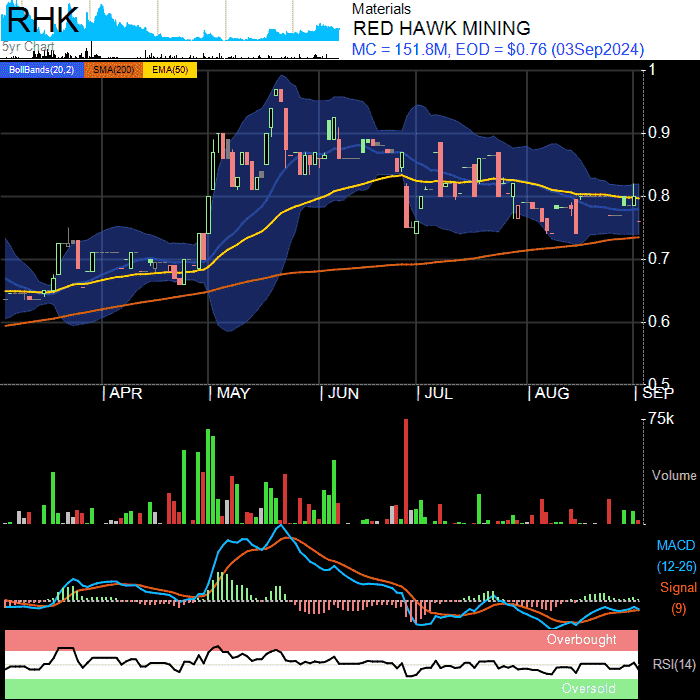 RHK
5yr Chart
Materials
RED HAWK MINING
MC = 151.8M, EOD = $0.76 (03Sep2024)
BollBands(20,2) SMA(200) EMA(50)
1
0.9
0.8
0.7
0.6
0.5
APR MAY JUN JUL AUG SEP
75k
Volume
MACD
(12-26)
Signal
(9)
Overbought
RSI(14)
Oversold